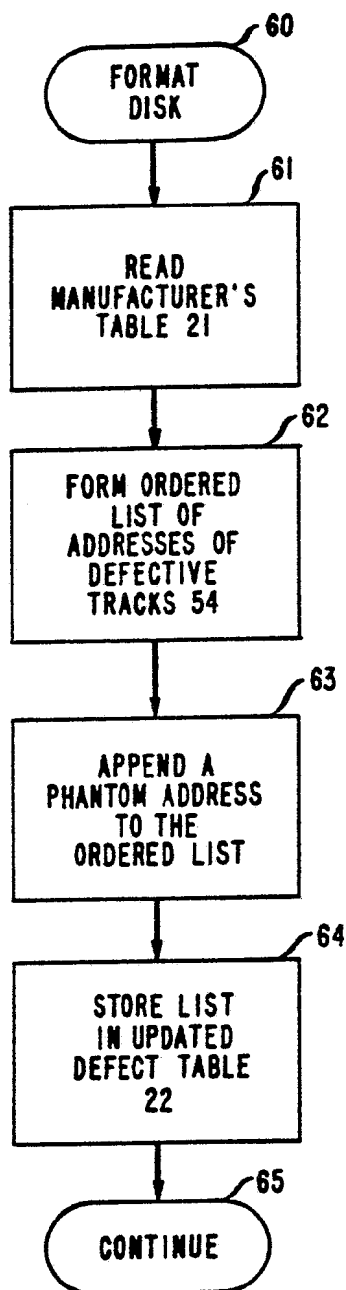 60
FORMAT
DISK
61
READ
MANUFACTURER'S
TABLE 21
62
FORM ORDERED
LIST OF
ADDRESSES OF
DEFECTIVE
TRACKS 54
63
APPEND A
PHANTOM ADDRESS
TO THE
ORDERED LIST
64
STORE LIST
IN UPDATED
DEFECT TABLE
22
65
CONTINUE